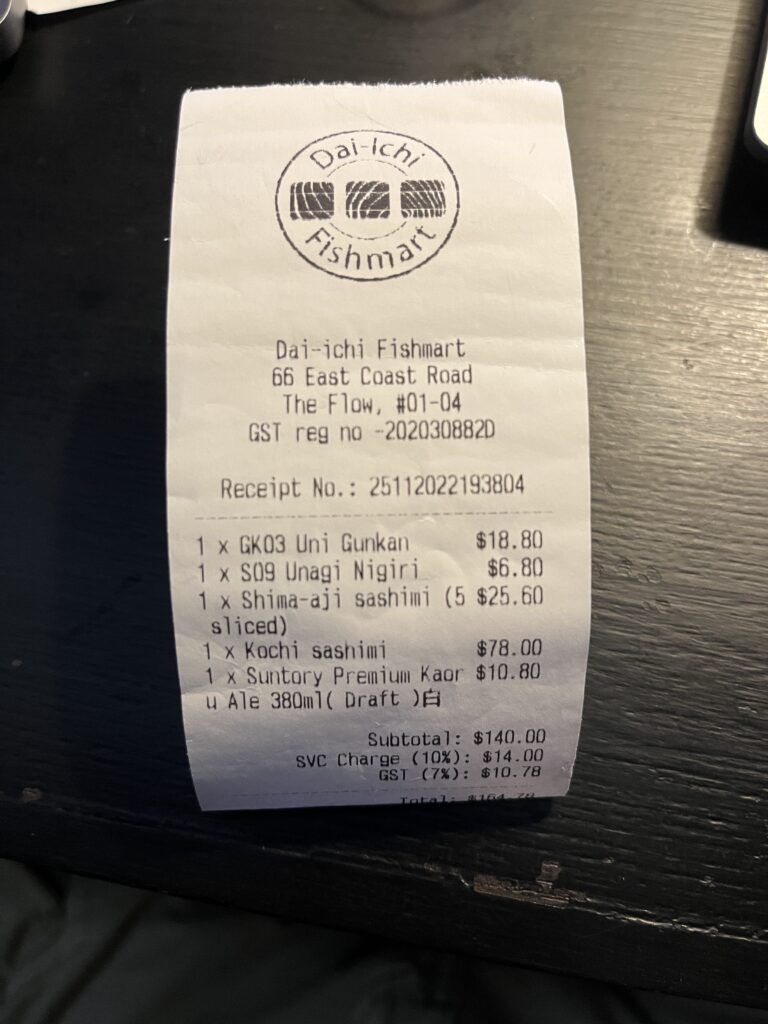 Dai-Ichi
Fishmart
Dai-ichi Fishmart
66 East Coast Road
The Flow, #01-04
GST reg no -202030882D
Receipt No.: 25112022193804
1 x GK03 Uni Gunkan $18.80
1 x S09 Unagi Nigiri $6.80
1 x Shima-aji sashimi (5 $25.60
sliced)
1 x Kochi sashimi $78.00
1 x Suntory Premium Kaor $10.80
u Ale 380ml( Draft )白
Subtotal: $140.00
SVC Charge (10%): $14.00
GST (7%): $10.78
Total: $164.78